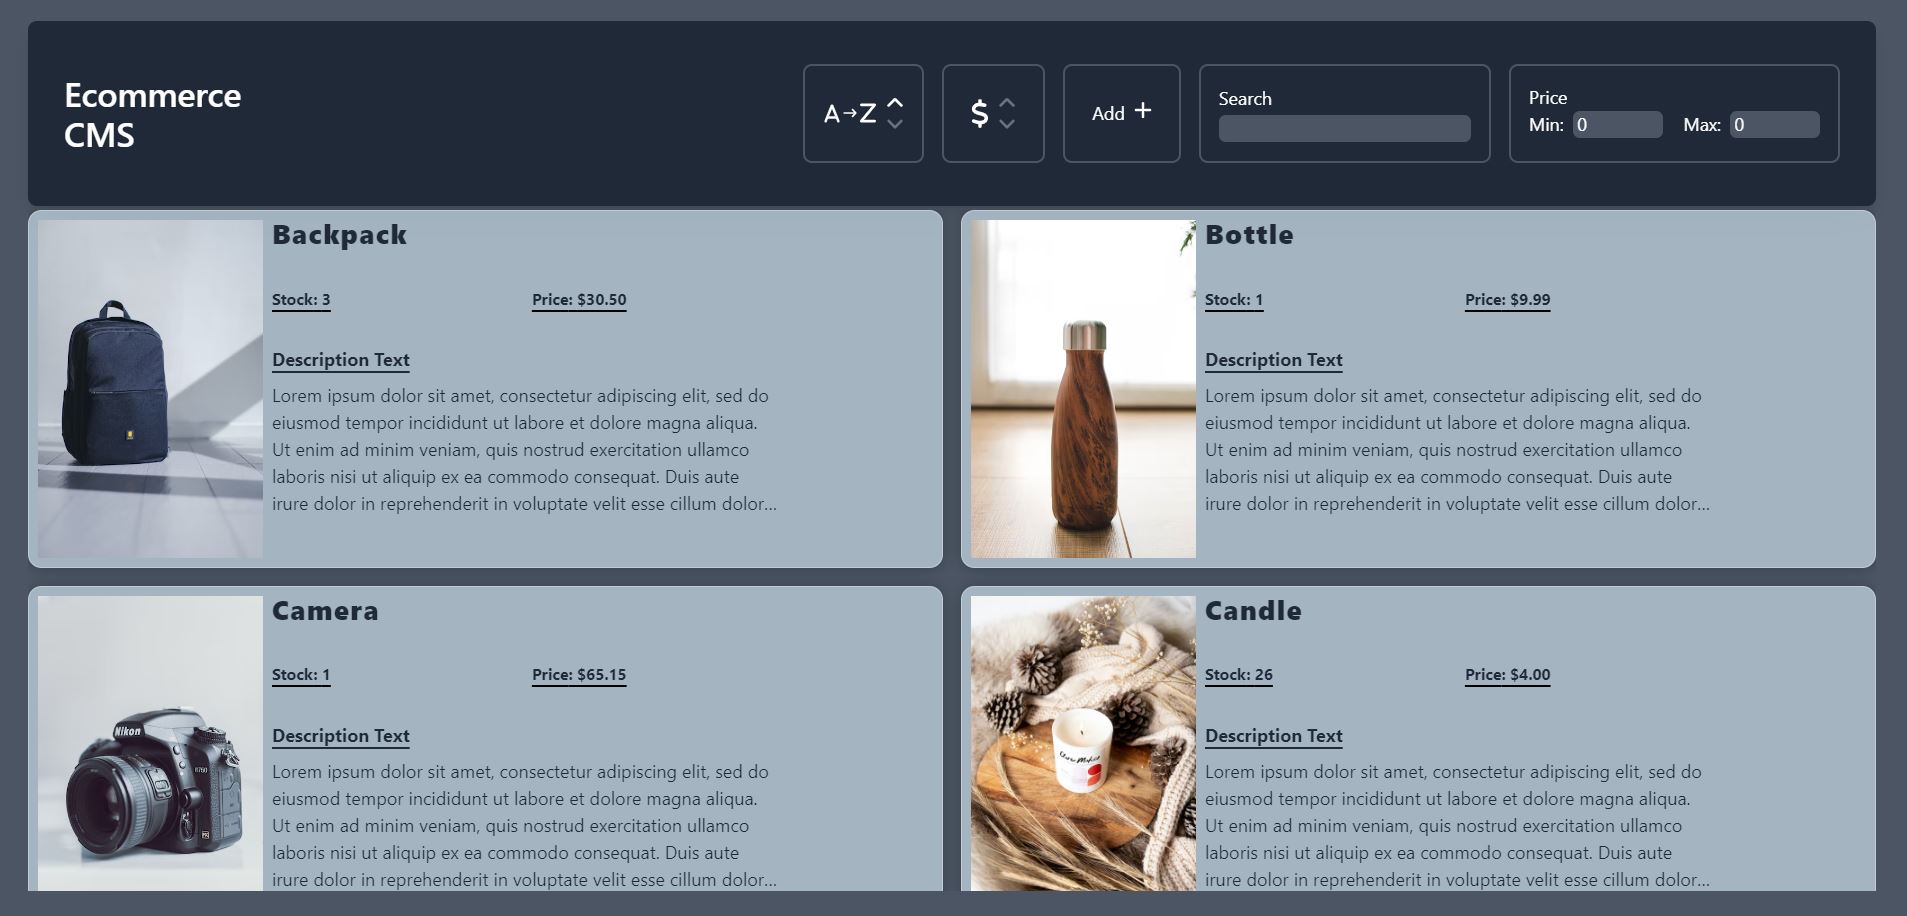 Ecommerce
CMS
A→Z
$
Add +
Search
Price
Min: 0 Max: 0
Backpack
Stock: 3 Price: $30.50
Description Text
Lorem ipsum dolor sit amet, consectetur adipiscing elit, sed do
eiusmod tempor incididunt ut labore et dolore magna aliqua.
Ut enim ad minim veniam, quis nostrud exercitation ullamco
laboris nisi ut aliquip ex ea commodo consequat. Duis aute
irure dolor in reprehenderit in voluptate velit esse cillum dolor...
Bottle
Stock: 1 Price: $9.99
Description Text
Lorem ipsum dolor sit amet, consectetur adipiscing elit, sed do
eiusmod tempor incididunt ut labore et dolore magna aliqua.
Ut enim ad minim veniam, quis nostrud exercitation ullamco
laboris nisi ut aliquip ex ea commodo consequat. Duis aute
irure dolor in reprehenderit in voluptate velit esse cillum dolor...
Nikon
Camera
Stock: 1 Price: $65.15
Description Text
Lorem ipsum dolor sit amet, consectetur adipiscing elit, sed do
eiusmod tempor incididunt ut labore et dolore magna aliqua.
Ut enim ad minim veniam, quis nostrud exercitation ullamco
laboris nisi ut aliquip ex ea commodo consequat. Duis aute
irure dolor in reprehenderit in voluptate velit esse cillum dolor...
Candle
Stock: 26 Price: $4.00
Description Text
Lorem ipsum dolor sit amet, consectetur adipiscing elit, sed do
eiusmod tempor incididunt ut labore et dolore magna aliqua.
Ut enim ad minim veniam, quis nostrud exercitation ullamco
laboris nisi ut aliquip ex ea commodo consequat. Duis aute
irure dolor in reprehenderit in voluptate velit esse cillum dolor...